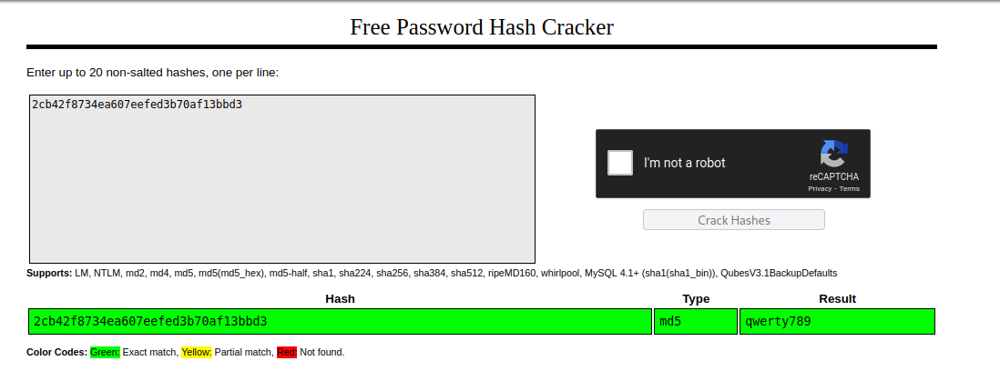 Free Password Hash Cracker
Enter up to 20 non-salted hashes, one per line:
2cb42f8734ea607eefed3b70af13bbd3
I'm not a robot
reCAPTCHA
Privacy - Terms
Crack Hashes
Supports: LM, NTLM, md2, md4, md5, md5(md5_hex), md5-half, sha1, sha224, sha256, sha384, sha512, ripeMD160, whirlpool, MySQL 4.1+ (sha1(sha1_bin)), QubesV3.1BackupDefaults
Hash Type Result
2cb42f8734ea607eefed3b70af13bbd3 md5 qwerty789
Color Codes: Green: Exact match, Yellow: Partial match, Red: Not found.